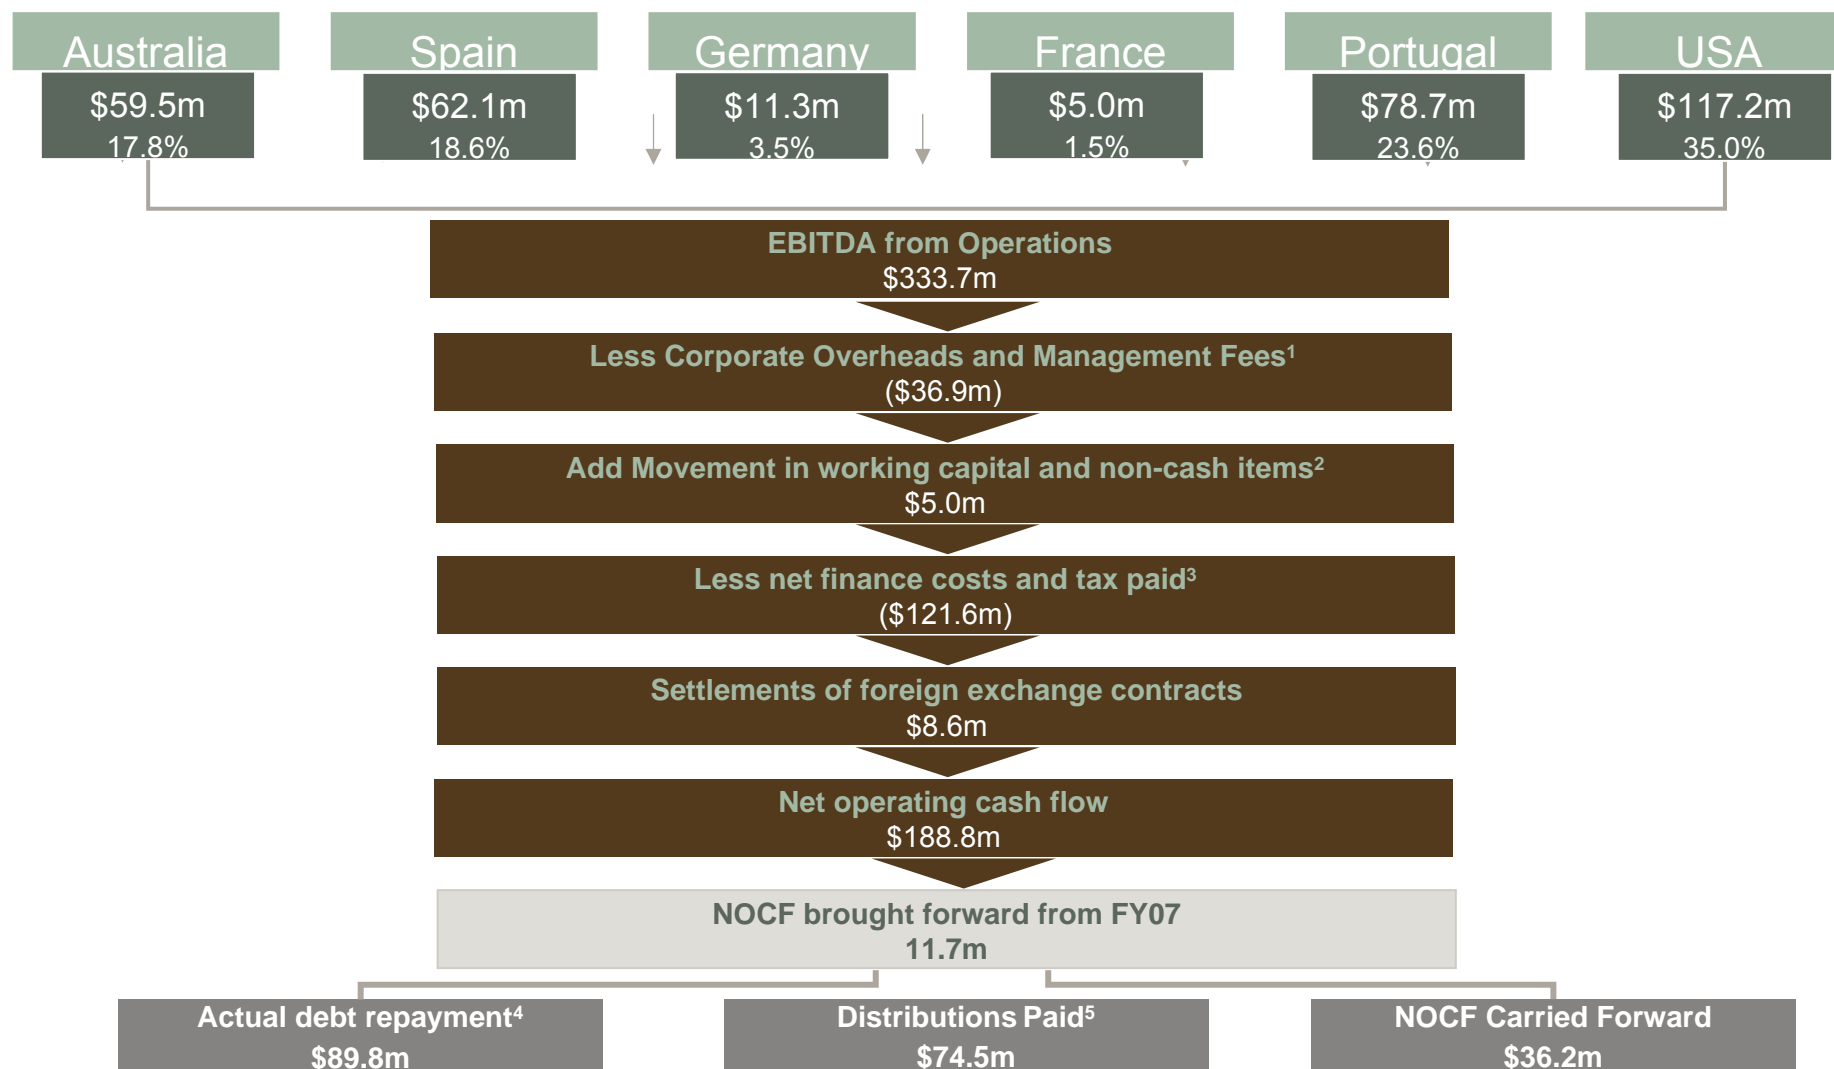 Australia
$59.5m
17.8%
Spain
$62.1m
18.6%
Germany
$11.3m
3.5%
France
$5.0m
1.5%
Portugal
$78.7m
23.6%
USA
$117.2m
35.0%
EBITDA from Operations
$333.7m
Less Corporate Overheads and Management Fees¹
($36.9m)
Add Movement in working capital and non-cash items²
$5.0m
Less net finance costs and tax paid³
($121.6m)
Settlements of foreign exchange contracts
$8.6m
Net operating cash flow
$188.8m
NOCF brought forward from FY07
11.7m
Actual debt repayment⁴
$89.8m
Distributions Paid⁵
$74.5m
NOCF Carried Forward
$36.2m